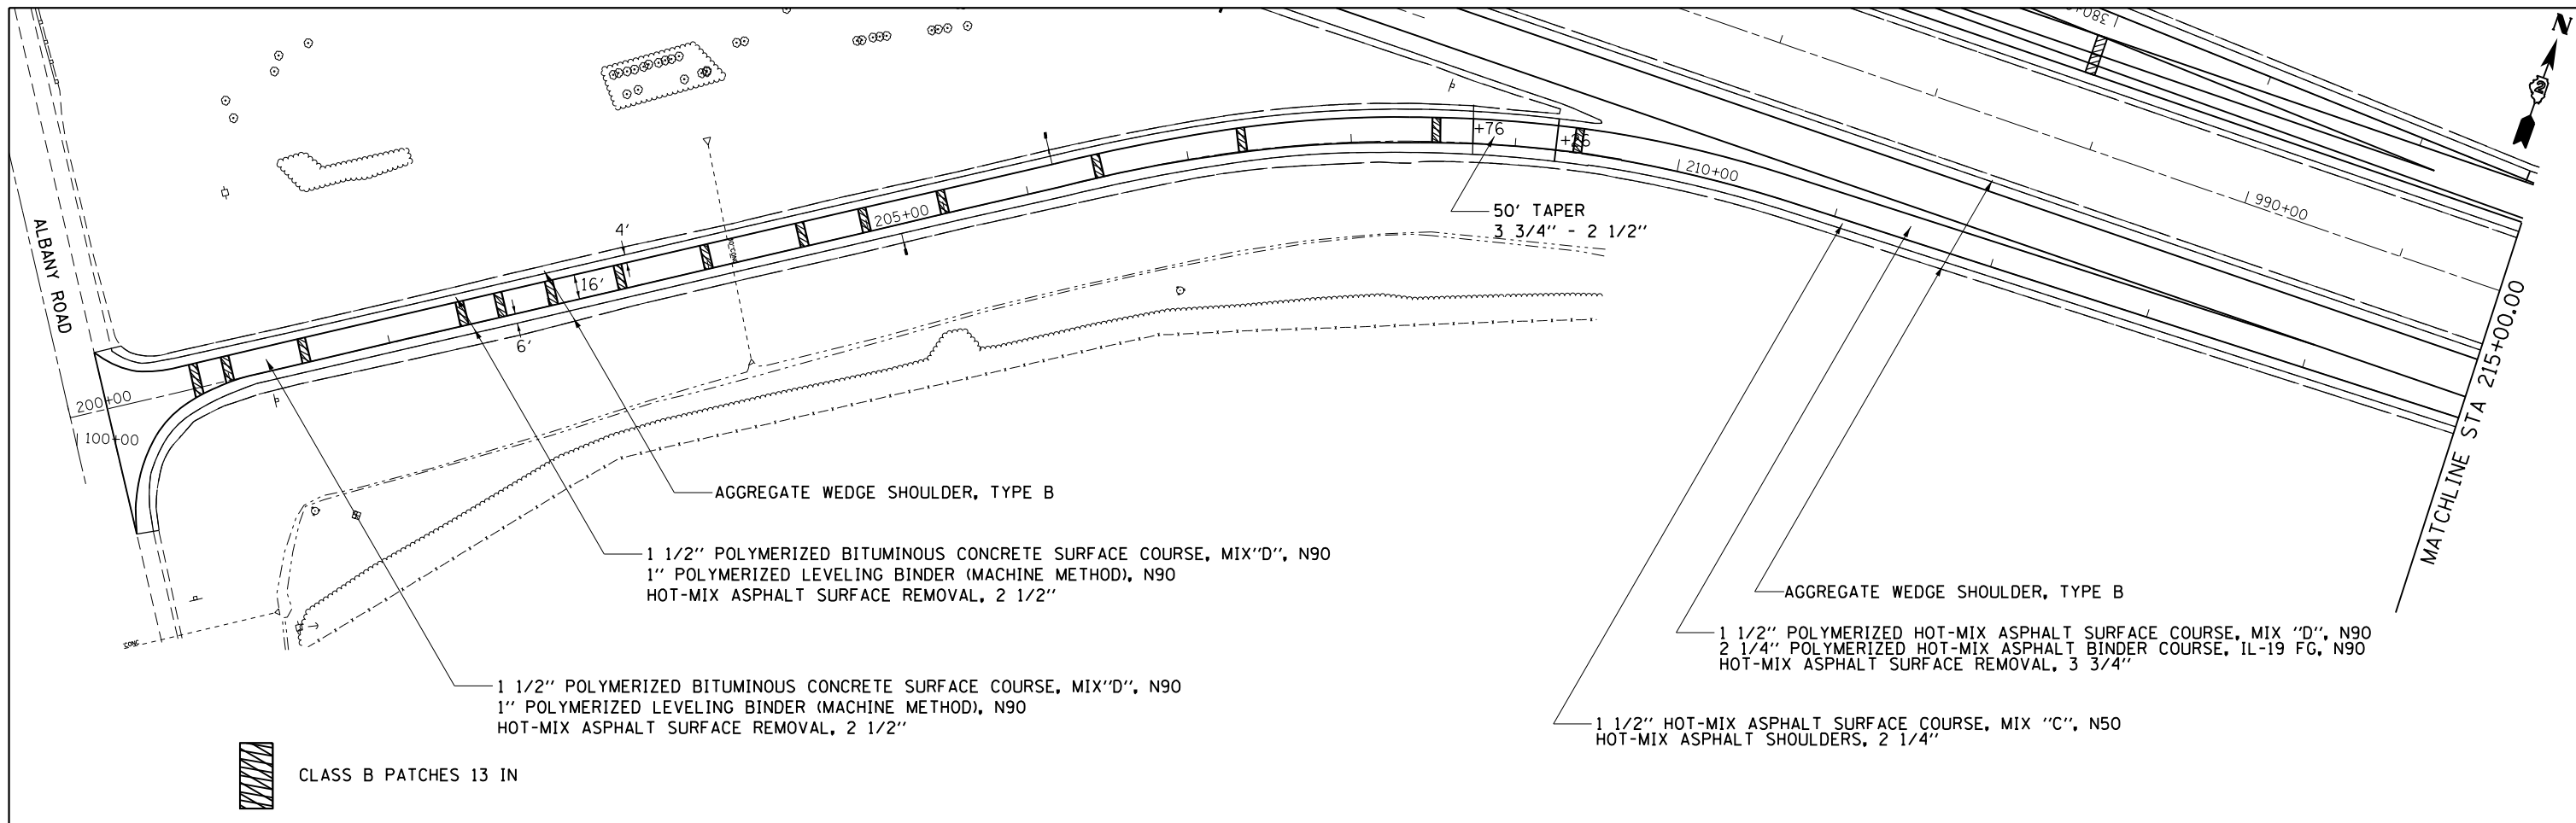 1380+
N
2
+76
+26
210+00
990+00
205+00
50' TAPER
3 3/4" - 2 1/2"
4'
16'
6'
ALBANY ROAD
200+00
100+00
MATCHLINE STA 215+00.00
AGGREGATE WEDGE SHOULDER, TYPE B
1 1/2" POLYMERIZED BITUMINOUS CONCRETE SURFACE COURSE, MIX"D", N90
1" POLYMERIZED LEVELING BINDER (MACHINE METHOD), N90
HOT-MIX ASPHALT SURFACE REMOVAL, 2 1/2"
AGGREGATE WEDGE SHOULDER, TYPE B
1 1/2" POLYMERIZED HOT-MIX ASPHALT SURFACE COURSE, MIX "D", N90
2 1/4" POLYMERIZED HOT-MIX ASPHALT BINDER COURSE, IL-19 FG, N90
HOT-MIX ASPHALT SURFACE REMOVAL, 3 3/4"
1 1/2" POLYMERIZED BITUMINOUS CONCRETE SURFACE COURSE, MIX"D", N90
1" POLYMERIZED LEVELING BINDER (MACHINE METHOD), N90
HOT-MIX ASPHALT SURFACE REMOVAL, 2 1/2"
1 1/2" HOT-MIX ASPHALT SURFACE COURSE, MIX "C", N50
HOT-MIX ASPHALT SHOULDERS, 2 1/4"
CLASS B PATCHES 13 IN